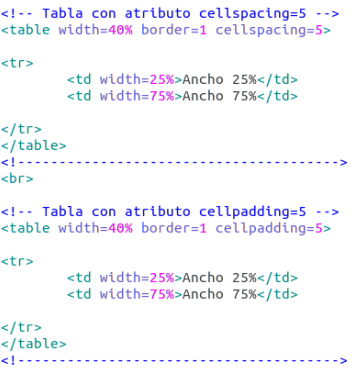 <!-- Tabla con atributo cellspacing=5 -->
<table width=40% border=1 cellspacing=5>
<tr>
<td width=25%>Ancho 25%</td>
<td width=75%>Ancho 75%</td>
</tr>
</table>
<!--------------------------------------->
<br>
<!-- Tabla con atributo cellpadding=5 -->
<table width=40% border=1 cellpadding=5>
<tr>
<td width=25%>Ancho 25%</td>
<td width=75%>Ancho 75%</td>
</tr>
</table>
<!--------------------------------------->